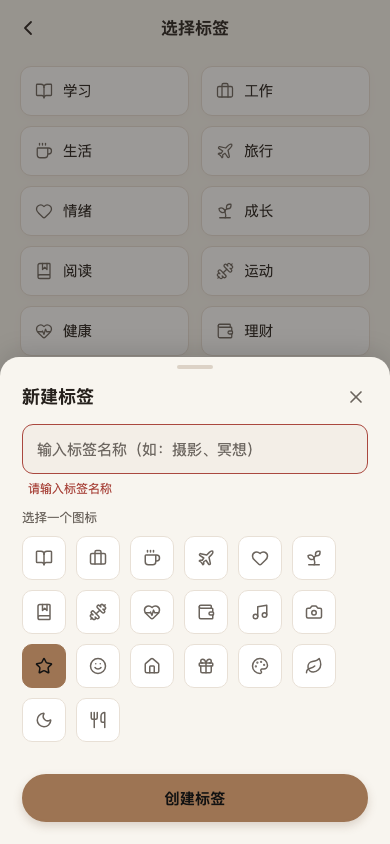 选择标签
学习
工作
生活
旅行
情绪
成长
阅读
运动
健康
理财
新建标签
输入标签名称（如：摄影、冥想）
请输入标签名称
选择一个图标
创建标签